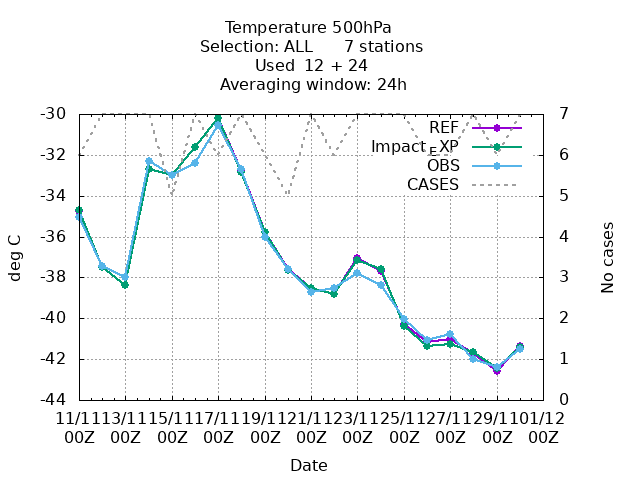 Temperature 500hPa
Selection: ALL 7 stations
Used 12 + 24
Averaging window: 24h
-30
-32
-34
-36
-38
-40
-42
-44
deg C
7
6
5
4
3
2
1
0
No cases
REF
Impact_EXP
OBS
CASES
11/11 13/11 15/11 17/11 19/11 21/11 23/11 25/11 27/11 29/11 01/12
00Z 00Z 00Z 00Z 00Z 00Z 00Z 00Z 00Z 00Z 00Z
Date